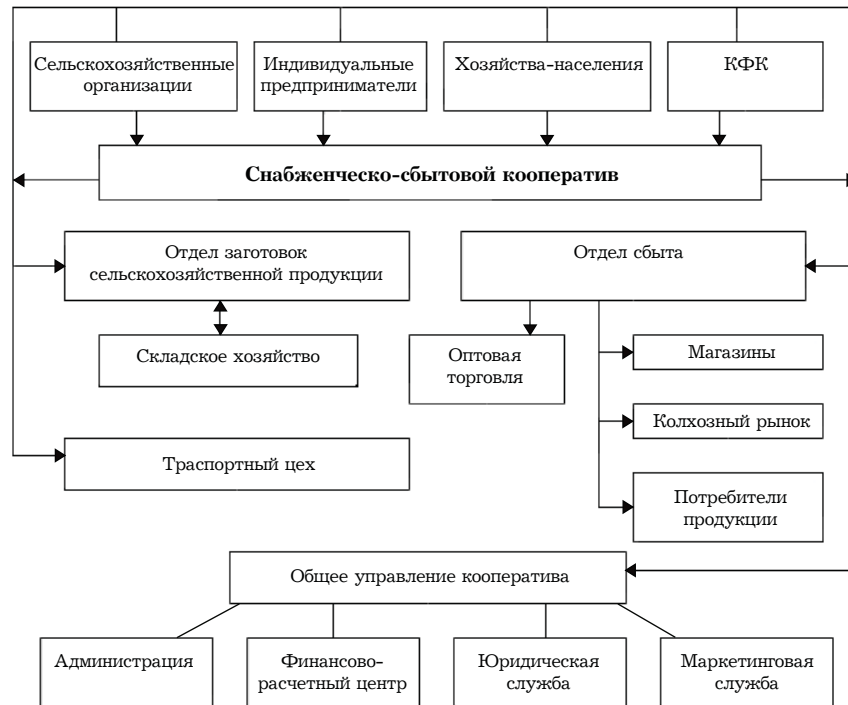 Сельскохозяйственные
организации
Индивидуальные
предприниматели
Хозяйства-населения
КФК
Снабженческо-сбытовой кооператив
Отдел заготовок
сельскохозяйственной продукции
Отдел сбыта
Складское хозяйство
Оптовая
торговля
Магазины
Колхозный рынок
Траспортный цех
Потребители
продукции
Общее управление кооператива
Администрация
Финансово-
расчетный центр
Юридическая
служба
Маркетинговая
служба